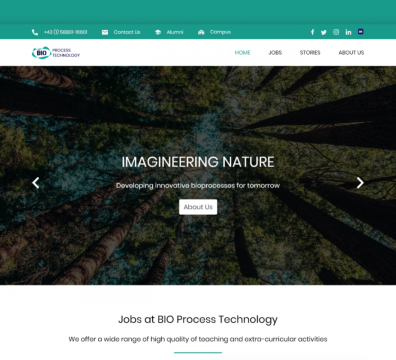 +43 (1) 58801-16601 Contact Us Alumni Campus
BIO PROCESS TECHNOLOGY
HOME JOBS STORIES ABOUT US
IMAGINEERING NATURE
Developing innovative bioprocesses for tomorrow
About Us
Jobs at BIO Process Technology
We offer a wide range of high quality of teaching and extra-curricular activities